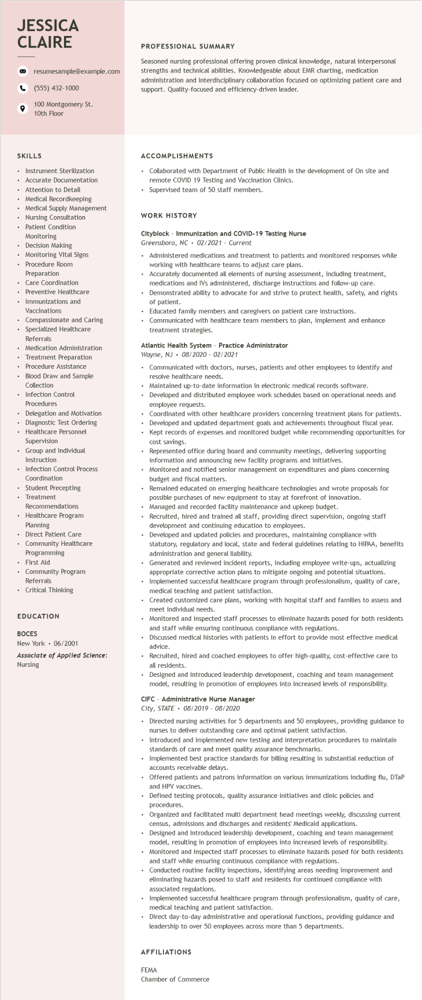 JESSICA
CLAIRE
resumesample@example.com
(555) 432-1000
100 Montgomery St.
10th Floor
PROFESSIONAL SUMMARY
Seasoned nursing professional offering proven clinical knowledge, natural interpersonal
strengths and technical abilities. Knowledgeable about EMR charting, medication
administration and interdisciplinary collaboration focused on optimizing patient care and
support. Quality-focused and efficiency-driven leader.
SKILLS
• Instrument Sterilization
• Accurate Documentation
• Attention to Detail
• Medical Recordkeeping
• Medical Supply Management
• Nursing Consultation
• Patient Condition
Monitoring
• Decision Making
• Monitoring Vital Signs
• Procedure Room
Preparation
• Care Coordination
• Preventive Healthcare
• Immunizations and
Vaccinations
• Compassionate and Caring
• Specialized Healthcare
Referrals
• Medication Administration
• Treatment Preparation
• Procedure Assistance
• Blood Draw and Sample
Collection
• Infection Control
Procedures
• Delegation and Motivation
• Diagnostic Test Ordering
• Healthcare Personnel
Supervision
• Group and Individual
Instruction
• Infection Control Process
Coordination
• Student Precepting
• Treatment
Recommendations
• Healthcare Program
Planning
• Direct Patient Care
• Community Healthcare
Programming
• First Aid
• Community Program
Referrals
• Critical Thinking
EDUCATION
BOCES
New York • 06/2001
Associate of Applied Science:
Nursing
ACCOMPLISHMENTS
• Collaborated with Department of Public Health in the development of On site and
remote COVID 19 Testing and Vaccination Clinics.
• Supervised team of 50 staff members.
WORK HISTORY
Cityblock - Immunization and COVID-19 Testing Nurse
Greensboro, NC • 02/2021 - Current
• Administered medications and treatment to patients and monitored responses while
working with healthcare teams to adjust care plans.
• Accurately documented all elements of nursing assessment, including treatment,
medications and IVs administered, discharge instructions and follow-up care.
• Demonstrated ability to advocate for and strive to protect health, safety, and rights
of patient.
• Educated family members and caregivers on patient care instructions.
• Communicated with healthcare team members to plan, implement and enhance
treatment strategies.
Atlantic Health System - Practice Administrator
Wayne, NJ • 08/2020 - 02/2021
• Communicated with doctors, nurses, patients and other employees to identify and
resolve healthcare needs.
• Maintained up-to-date information in electronic medical records software.
• Developed and distributed employee work schedules based on operational needs and
employee requests.
• Coordinated with other healthcare providers concerning treatment plans for patients.
• Developed and updated department goals and achievements throughout fiscal year.
• Kept records of expenses and monitored budget while recommending opportunities for
cost savings.
• Represented office during board and community meetings, delivering supporting
information and announcing new facility programs and initiatives.
• Monitored and notified senior management on expenditures and plans concerning
budget and fiscal matters.
• Remained educated on emerging healthcare technologies and wrote proposals for
possible purchases of new equipment to stay at forefront of innovation.
• Managed and recorded facility maintenance and upkeep budget.
• Recruited, hired and trained all staff, providing direct supervision, ongoing staff
development and continuing education to employees.
• Developed and updated policies and procedures, maintaining compliance with
statutory, regulatory and local, state and federal guidelines relating to HIPAA, benefits
administration and general liability.
• Generated and reviewed incident reports, including employee write-ups, actualizing
appropriate corrective action plans to mitigate ongoing and potential situations.
• Implemented successful healthcare program through professionalism, quality of care,
medical teaching and patient satisfaction.
• Created customized care plans, working with hospital staff and families to assess and
meet individual needs.
• Monitored and inspected staff processes to eliminate hazards posed for both residents
and staff while ensuring continuous compliance with regulations.
• Discussed medical histories with patients in effort to provide most effective medical
advice.
• Recruited, hired and coached employees to offer high-quality, cost-effective care to
all residents.
• Designed and introduced leadership development, coaching and team management
model, resulting in promotion of employees into increased levels of responsibility.
CIFC - Administrative Nurse Manager
City, STATE • 08/2019 - 08/2020
• Directed nursing activities for 5 departments and 50 employees, providing guidance to
nurses to deliver outstanding care and optimal patient satisfaction.
• Introduced and implemented new testing and interpretation procedures to maintain
standards of care and meet quality assurance benchmarks.
• Implemented best practice standards for billing resulting in substantial reduction of
accounts receivable delays.
• Offered patients and patrons information on various immunizations including flu, DTaP
and HPV vaccines.
• Defined testing protocols, quality assurance initiatives and clinic policies and
procedures.
• Organized and facilitated multi department head meetings weekly, discussing current
census, admissions and discharges and residents' Medicaid applications.
• Designed and introduced leadership development, coaching and team management
model, resulting in promotion of employees into increased levels of responsibility.
• Monitored and inspected staff processes to eliminate hazards posed for both residents
and staff while ensuring continuous compliance with regulations.
• Conducted routine facility inspections, identifying areas needing improvement and
eliminating hazards posed to staff and residents for continued compliance with
associated regulations.
• Implemented successful healthcare program through professionalism, quality of care,
medical teaching and patient satisfaction.
• Direct day-to-day administrative and operational functions, providing guidance and
leadership to over 50 employees across more than 5 departments.
AFFILIATIONS
FEMA
Chamber of Commerce